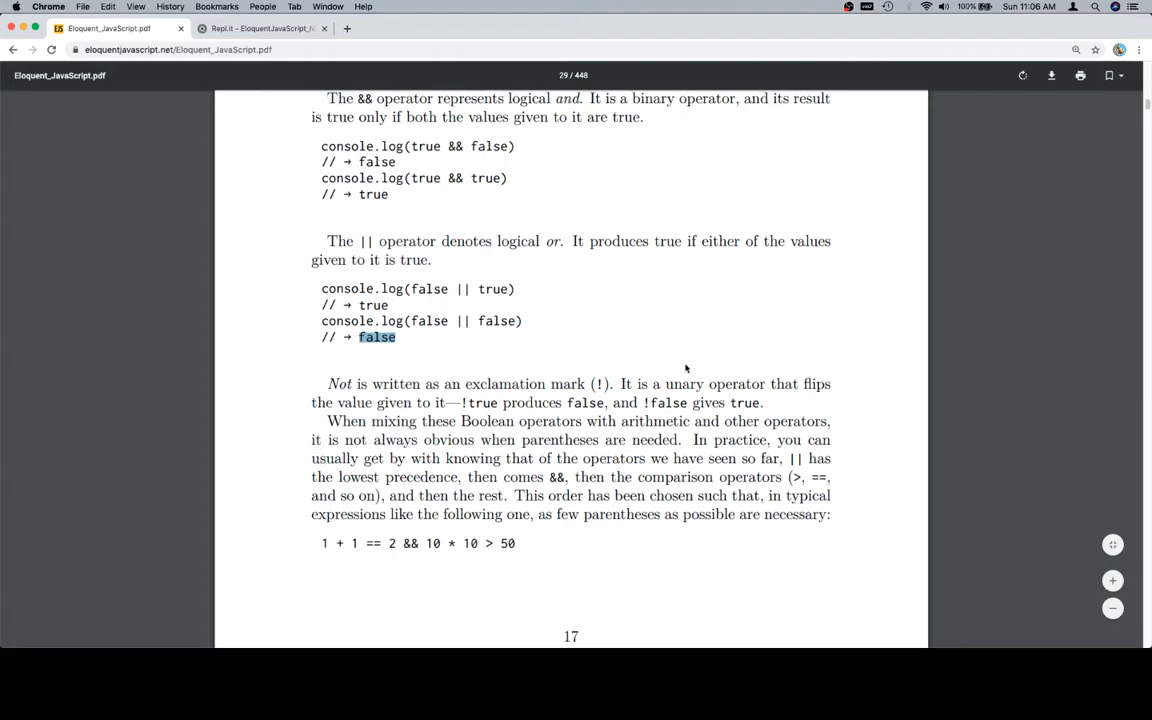 Chrome File Edit View History Bookmarks People Tab Window Help 100% Sun 11:06 AM
Eloquent_JavaScript.pdf Repl.it - EloquentJavaScript_N
eloquentjavascript.net/Eloquent_JavaScript.pdf
Eloquent_JavaScript.pdf 29 / 448
The && operator represents logical and. It is a binary operator, and its result
is true only if both the values given to it are true.
console.log(true && false)
// → false
console.log(true && true)
// → true
The || operator denotes logical or. It produces true if either of the values
given to it is true.
console.log(false || true)
// → true
console.log(false || false)
// → false
Not is written as an exclamation mark (!). It is a unary operator that flips
the value given to it—!true produces false, and !false gives true.
When mixing these Boolean operators with arithmetic and other operators,
it is not always obvious when parentheses are needed. In practice, you can
usually get by with knowing that of the operators we have seen so far, || has
the lowest precedence, then comes &&, then the comparison operators (>, ==,
and so on), and then the rest. This order has been chosen such that, in typical
expressions like the following one, as few parentheses as possible are necessary:
1 + 1 == 2 && 10 * 10 > 50
17